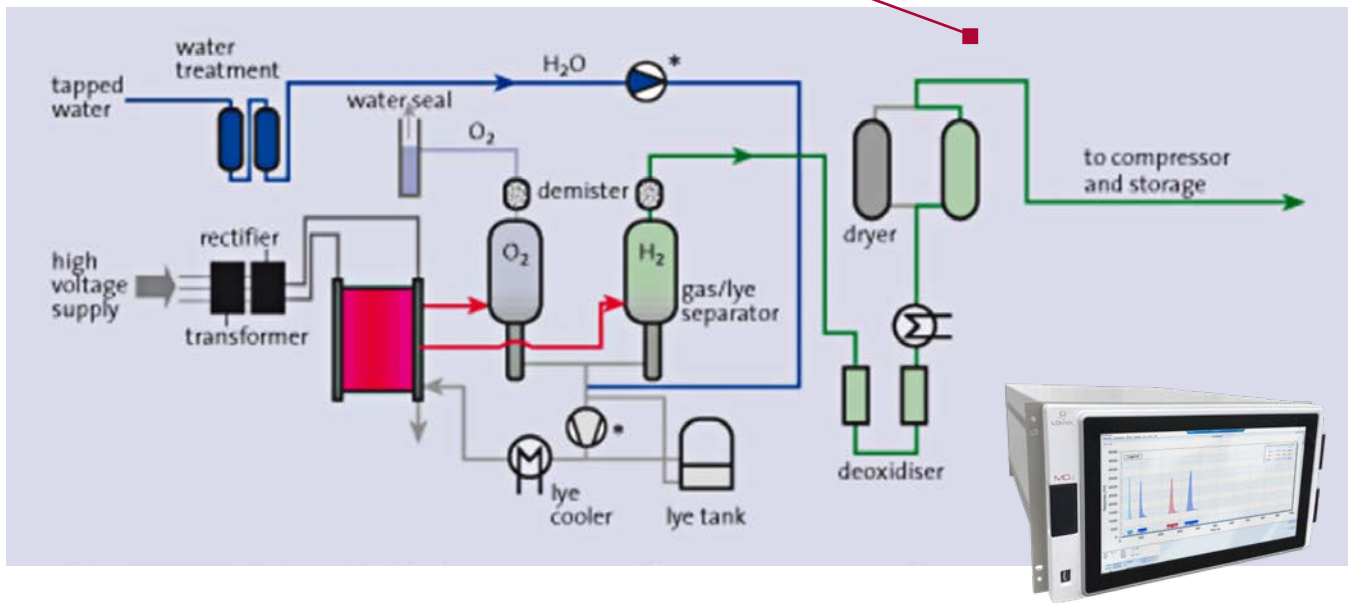 water
treatment
tapped
water
H₂O
*
water seal
O₂
demister
to compressor
and storage
rectifier
dryer
high
voltage
supply
O₂
H₂
gas/lye
separator
transformer
*
deoxidiser
lye
cooler
lye tank